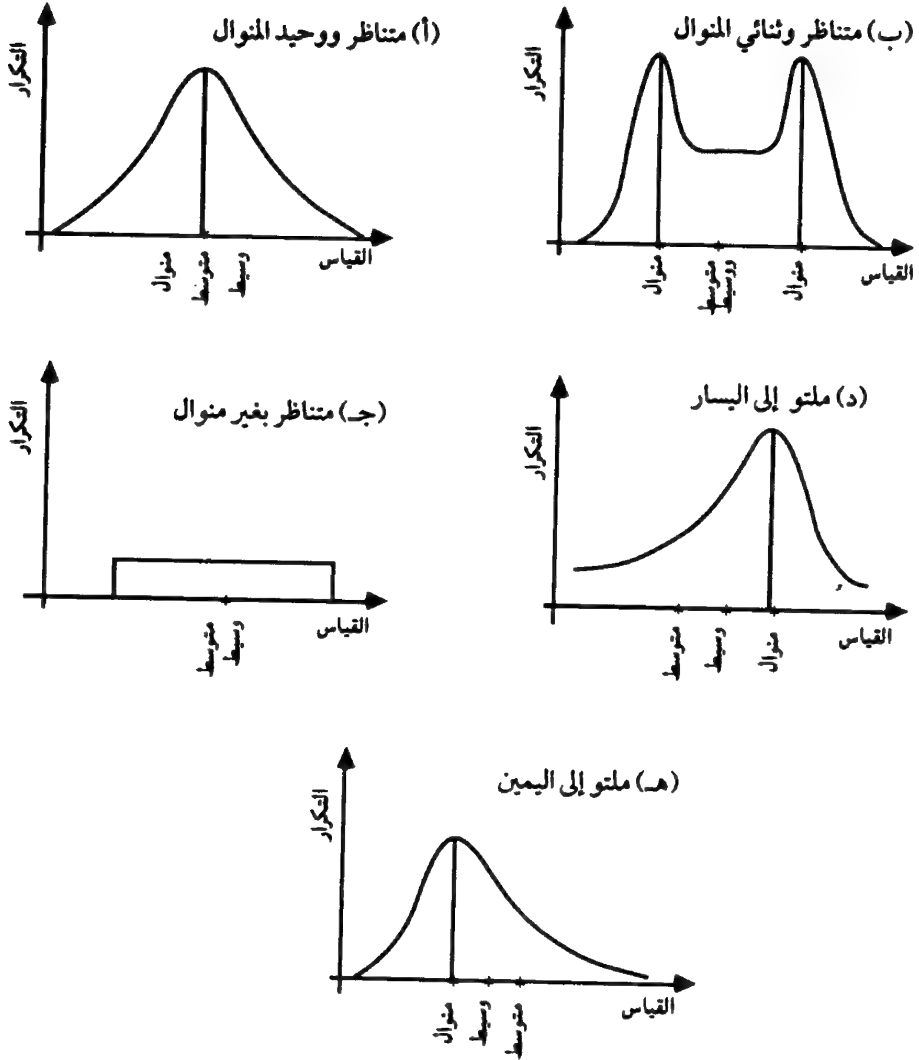 (أ) متناظر ووحيد المنوال
التكرار
القياس
منوال
متوسط
وسيط
(ب) متناظر وثنائي المنوال
التكرار
القياس
منوال
متوسط
ووسيط
منوال
(جـ) متناظر بغير منوال
التكرار
القياس
متوسط
وسيط
(د) ملتو إلى اليسار
التكرار
القياس
متوسط
وسيط
منوال
(هـ) ملتو إلى اليمين
التكرار
القياس
منوال
وسيط
متوسط